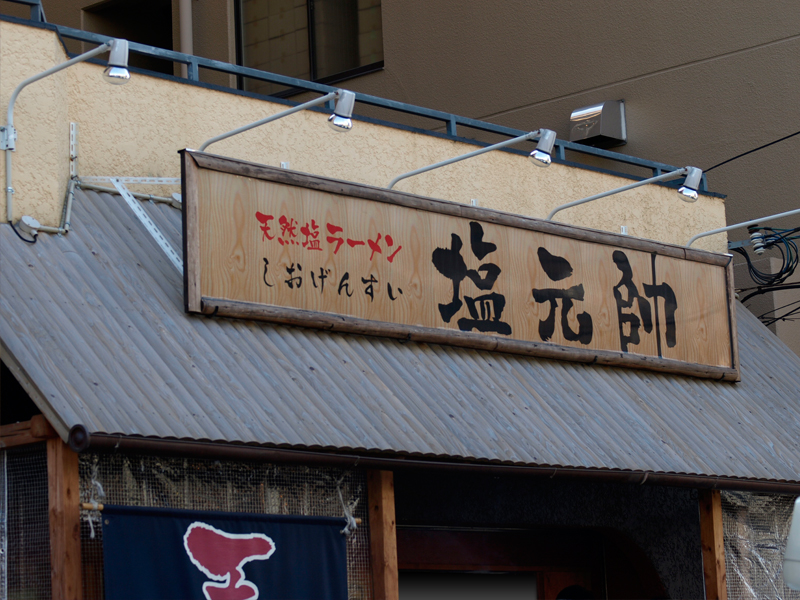 天然塩ラーメン
しおげんすい
塩元帥